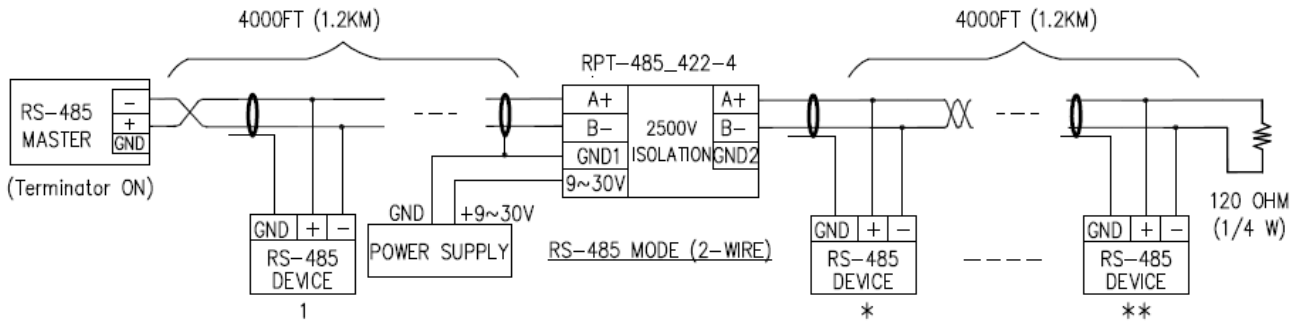 4000FT (1.2KM)
4000FT (1.2KM)
RPT-485_422-4
RS-485
MASTER
-
+
GND
(Terminator ON)
A+
B-
GND1
9~30V
2500V
ISOLATION
A+
B-
GND2
GND
+9~30V
POWER SUPPLY
RS-485 MODE (2-WIRE)
GND + -
RS-485
DEVICE
1
GND + -
RS-485
DEVICE
*
GND + -
RS-485
DEVICE
**
120 OHM
(1/4 W)